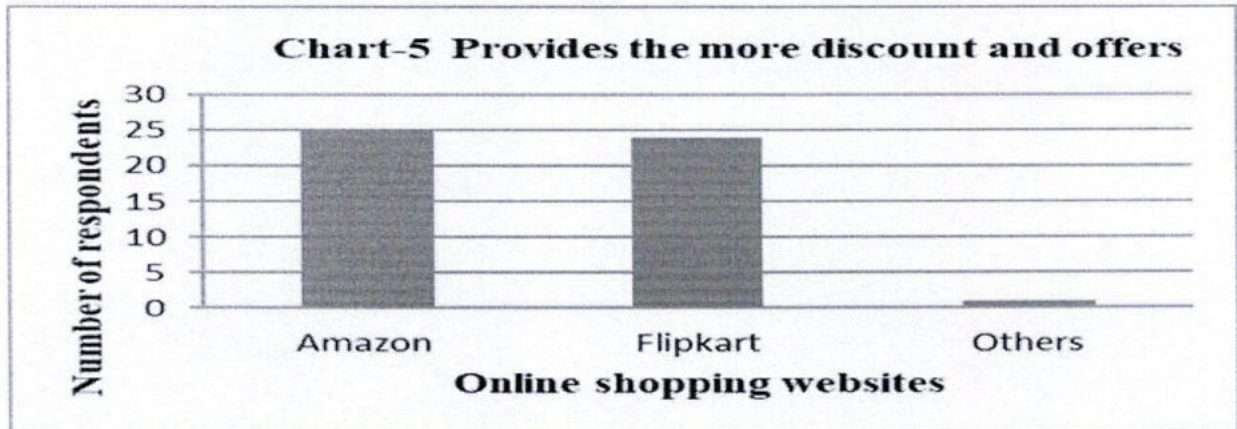 Chart-5 Provides the more discount and offers
Number of respondents
30
25
20
15
10
5
0
Amazon Flipkart Others
Online shopping websites